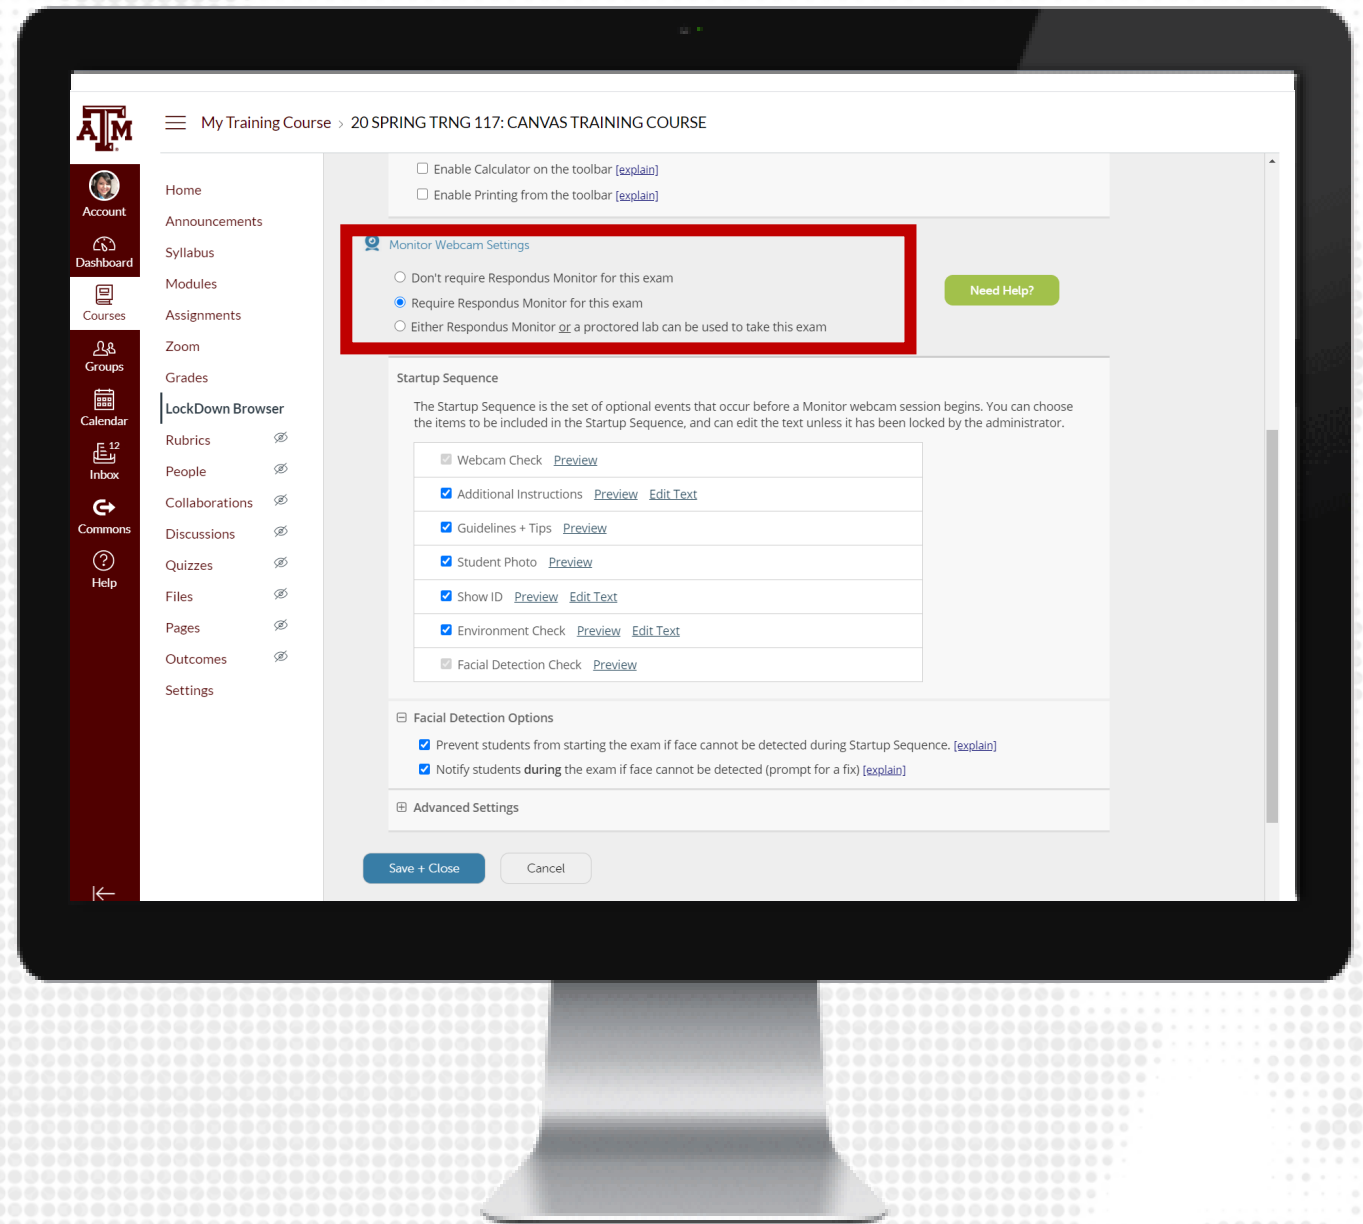 ATM
My Training Course > 20 SPRING TRNG 117: CANVAS TRAINING COURSE
Account
Dashboard
Courses
Groups
Calendar
12
Inbox
Commons
Help
Home
Announcements
Syllabus
Modules
Assignments
Zoom
Grades
LockDown Browser
Rubrics
People
Collaborations
Discussions
Quizzes
Files
Pages
Outcomes
Settings
Enable Calculator on the toolbar [explain]
Enable Printing from the toolbar [explain]
Monitor Webcam Settings
Don't require Respondus Monitor for this exam
Require Respondus Monitor for this exam
Either Respondus Monitor or a proctored lab can be used to take this exam
Need Help?
Startup Sequence
The Startup Sequence is the set of optional events that occur before a Monitor webcam session begins. You can choose
the items to be included in the Startup Sequence, and can edit the text unless it has been locked by the administrator.
Webcam Check Preview
Additional Instructions Preview Edit Text
Guidelines + Tips Preview
Student Photo Preview
Show ID Preview Edit Text
Environment Check Preview Edit Text
Facial Detection Check Preview
Facial Detection Options
Prevent students from starting the exam if face cannot be detected during Startup Sequence. [explain]
Notify students during the exam if face cannot be detected (prompt for a fix) [explain]
Advanced Settings
Save + Close Cancel